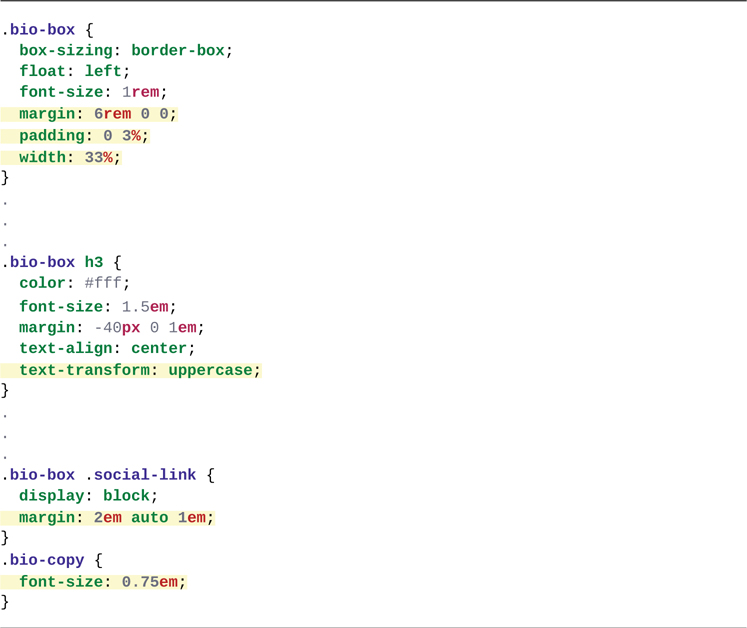 .bio-box {
  box-sizing: border-box;
  float: left;
  font-size: 1rem;
  margin: 6rem 0 0;
  padding: 0 3%;
  width: 33%;
}
.
.
.
.bio-box h3 {
  color: #fff;
  font-size: 1.5em;
  margin: -40px 0 1em;
  text-align: center;
  text-transform: uppercase;
}
.
.
.
.bio-box .social-link {
  display: block;
  margin: 2em auto 1em;
}
.bio-copy {
  font-size: 0.75em;
}